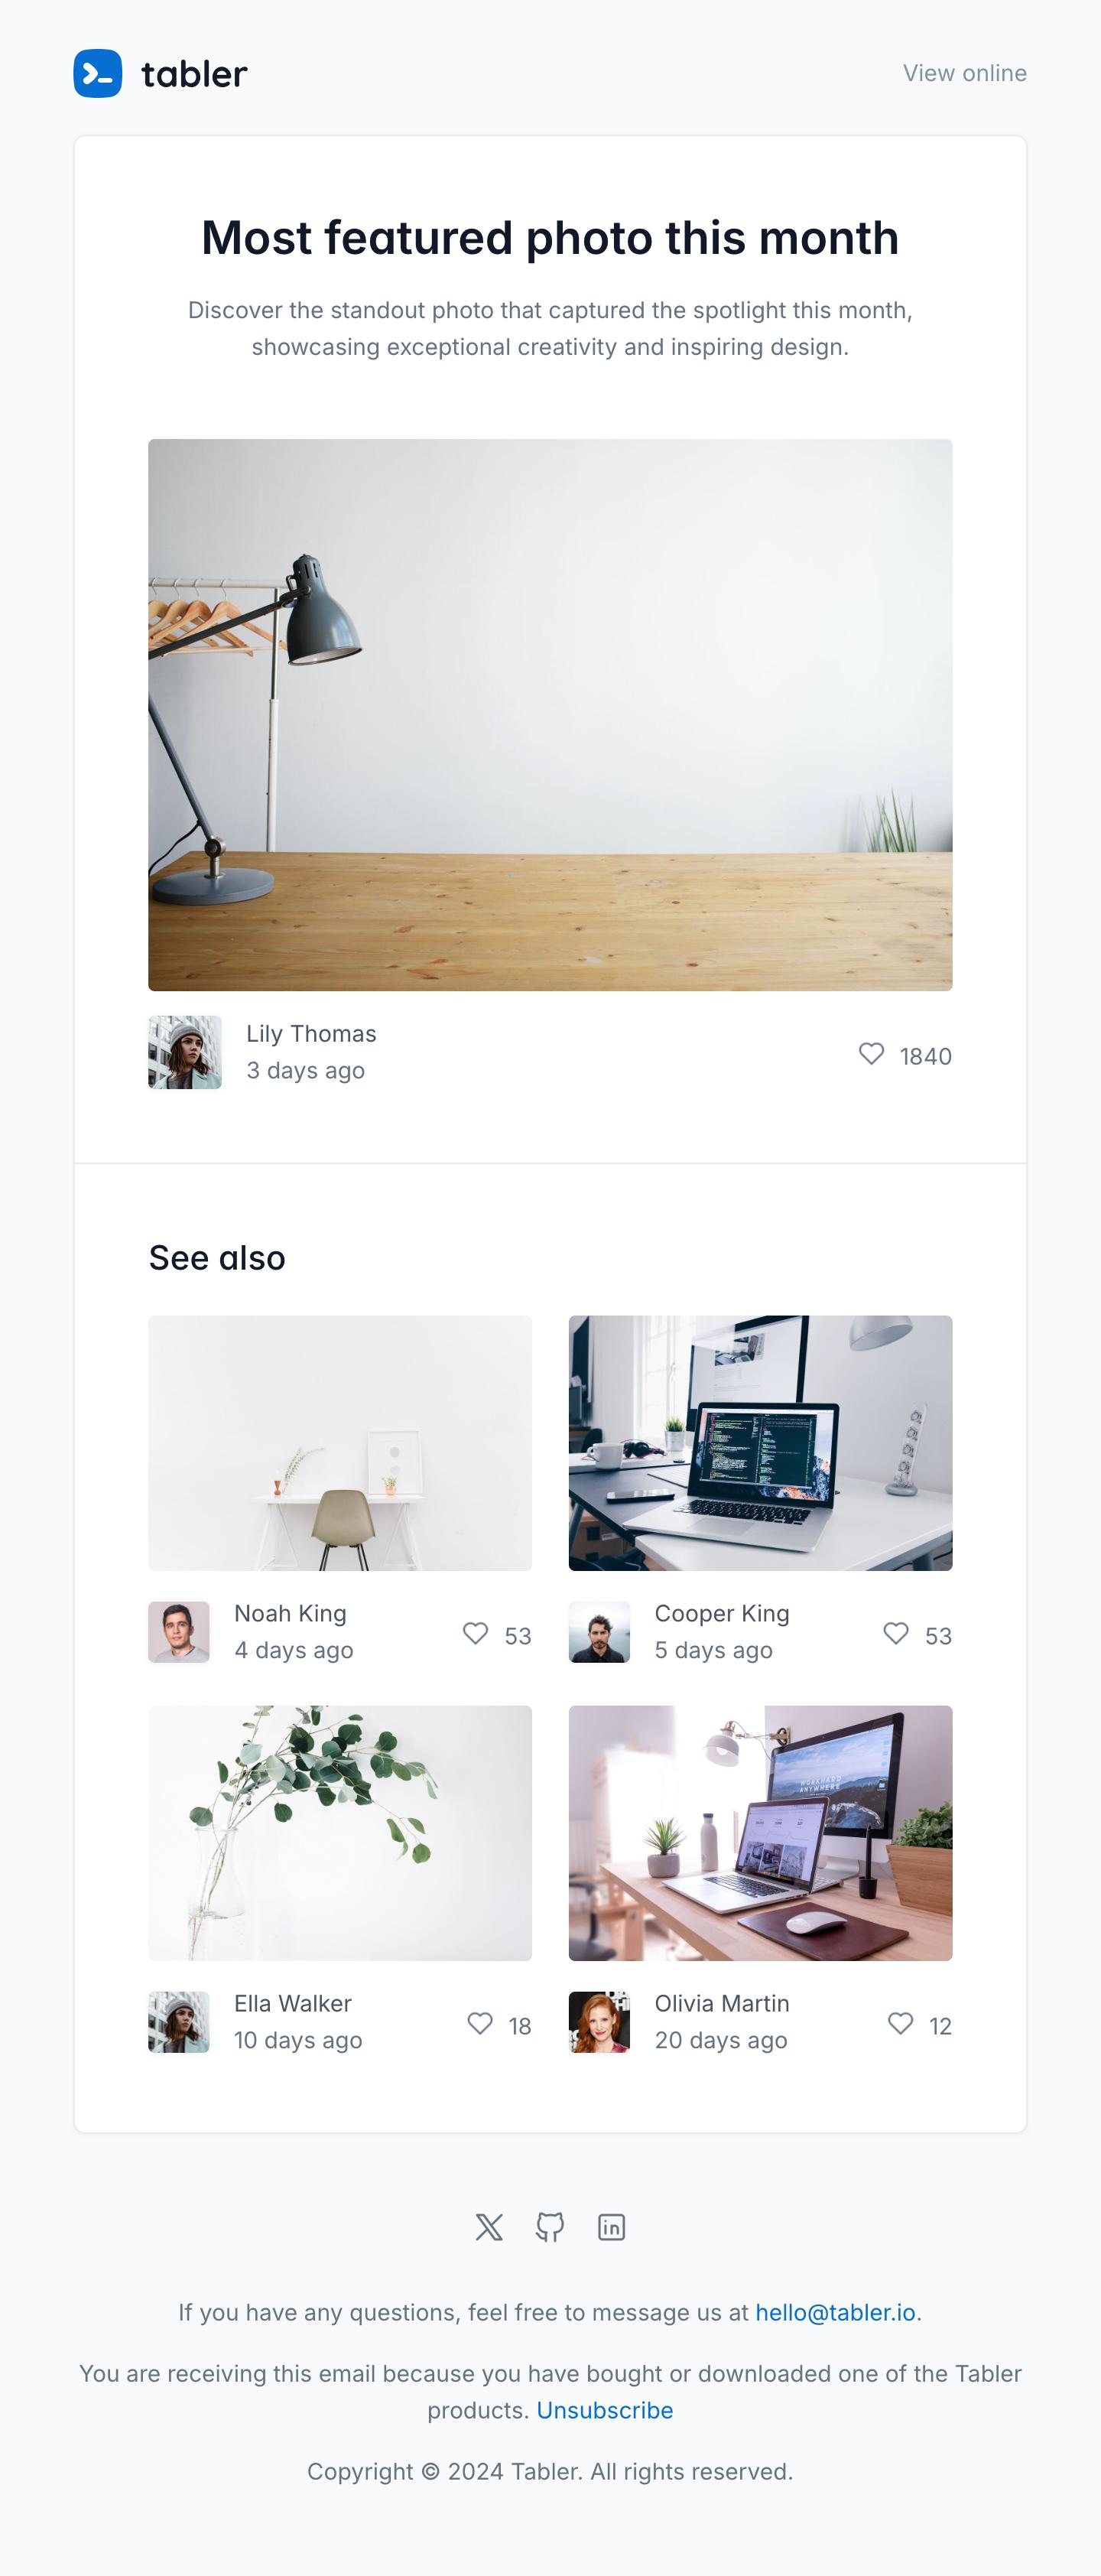 tabler
View online
Most featured photo this month
Discover the standout photo that captured the spotlight this month,
showcasing exceptional creativity and inspiring design.
Lily Thomas
3 days ago
1840
See also
Noah King
4 days ago
53
Cooper King
5 days ago
53
WORKHARD
ANYWHERE
Ella Walker
10 days ago
18
Olivia Martin
20 days ago
12
If you have any questions, feel free to message us at hello@tabler.io.
You are receiving this email because you have bought or downloaded one of the Tabler
products. Unsubscribe
Copyright © 2024 Tabler. All rights reserved.